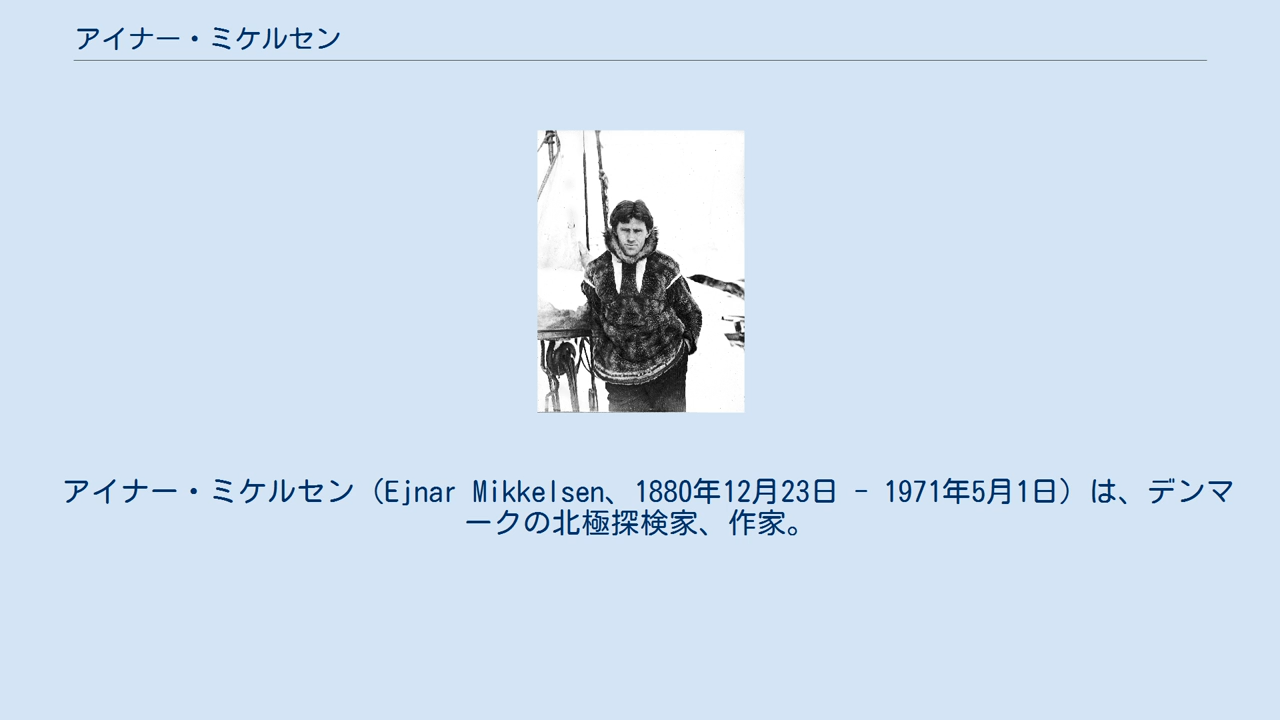 アイナー・ミケルセン
アイナー・ミケルセン（Ejnar Mikkelsen、1880年12月23日 - 1971年5月1日）は、デンマ
ークの北極探検家、作家。